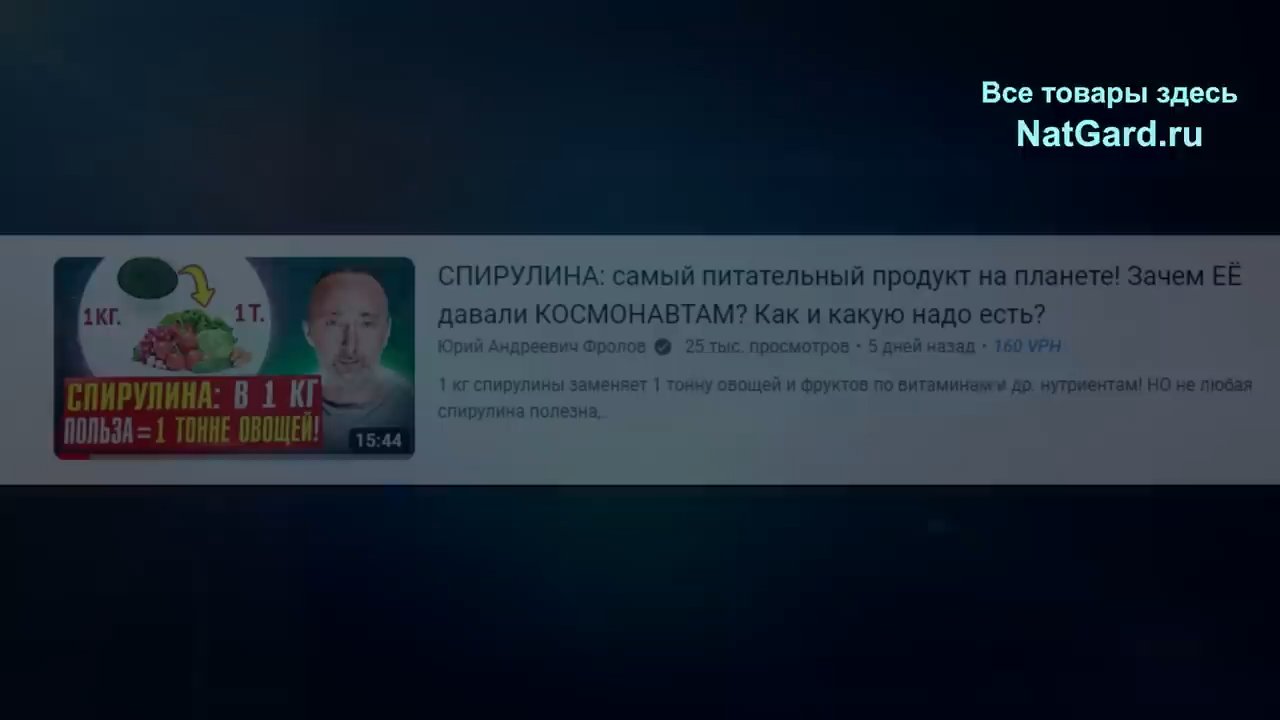 Все товары здесь
NatGard.ru
1КГ.
1Т.
СПИРУЛИНА: В 1 КГ
ПОЛЬЗА=1 ТОННЕ ОВОЩЕЙ!
15:44
СПИРУЛИНА: самый питательный продукт на планете! Зачем ЕЁ
давали КОСМОНАВТАМ? Как и какую надо есть?
Юрий Андреевич Фролов 25 тыс. просмотров • 5 дней назад • 160 VPH
1 кг спирулины заменяет 1 тонну овощей и фруктов по витаминам и др. нутриентам! НО не любая
спирулина полезна,..